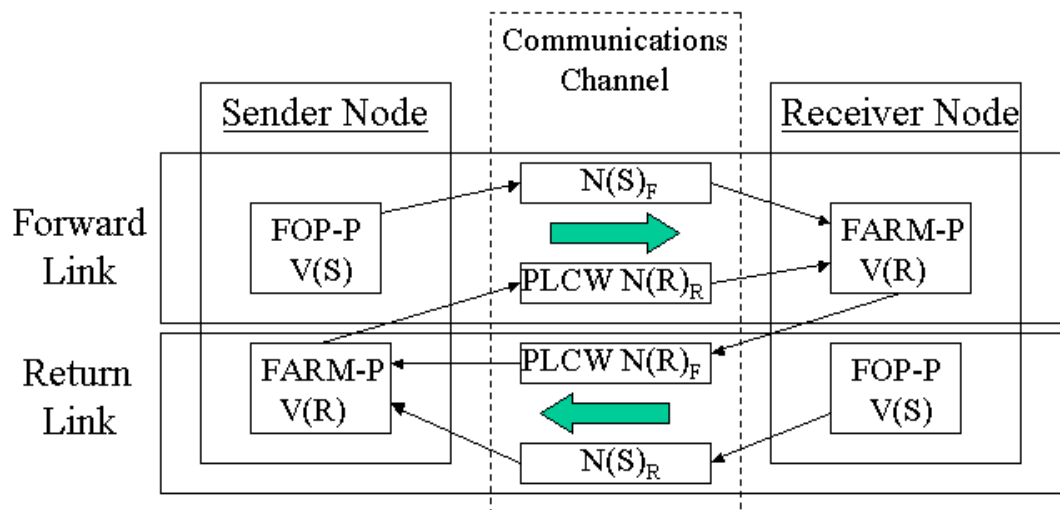 Communications
Channel
Sender Node
Receiver Node
Forward
Link
FOP-P
V(S)
N(S)F
PLCW N(R)R
FARM-P
V(R)
Return
Link
FARM-P
V(R)
PLCW N(R)F
N(S)R
FOP-P
V(S)